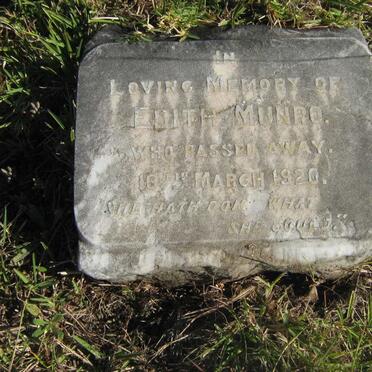 IN
LOVING MEMORY OF
EDITH MUNRO.
WHO PASSED AWAY.
16TH MARCH 1920.
SHE HATH DONE WHAT
SHE COULD.